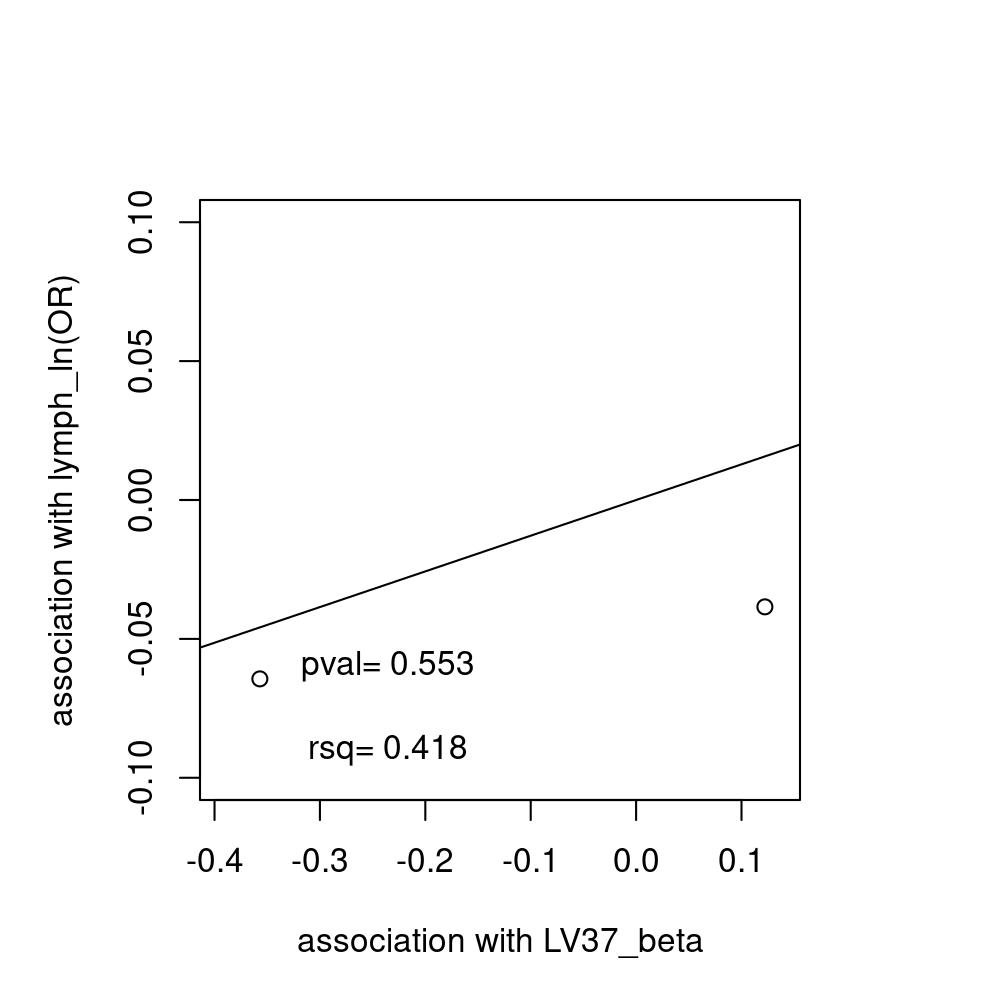 0.10
0.05
0.00
-0.05
-0.10
association with lymph_ln(OR)
pval= 0.553
rsq= 0.418
-0.4 -0.3 -0.2 -0.1 0.0 0.1
association with LV37_beta